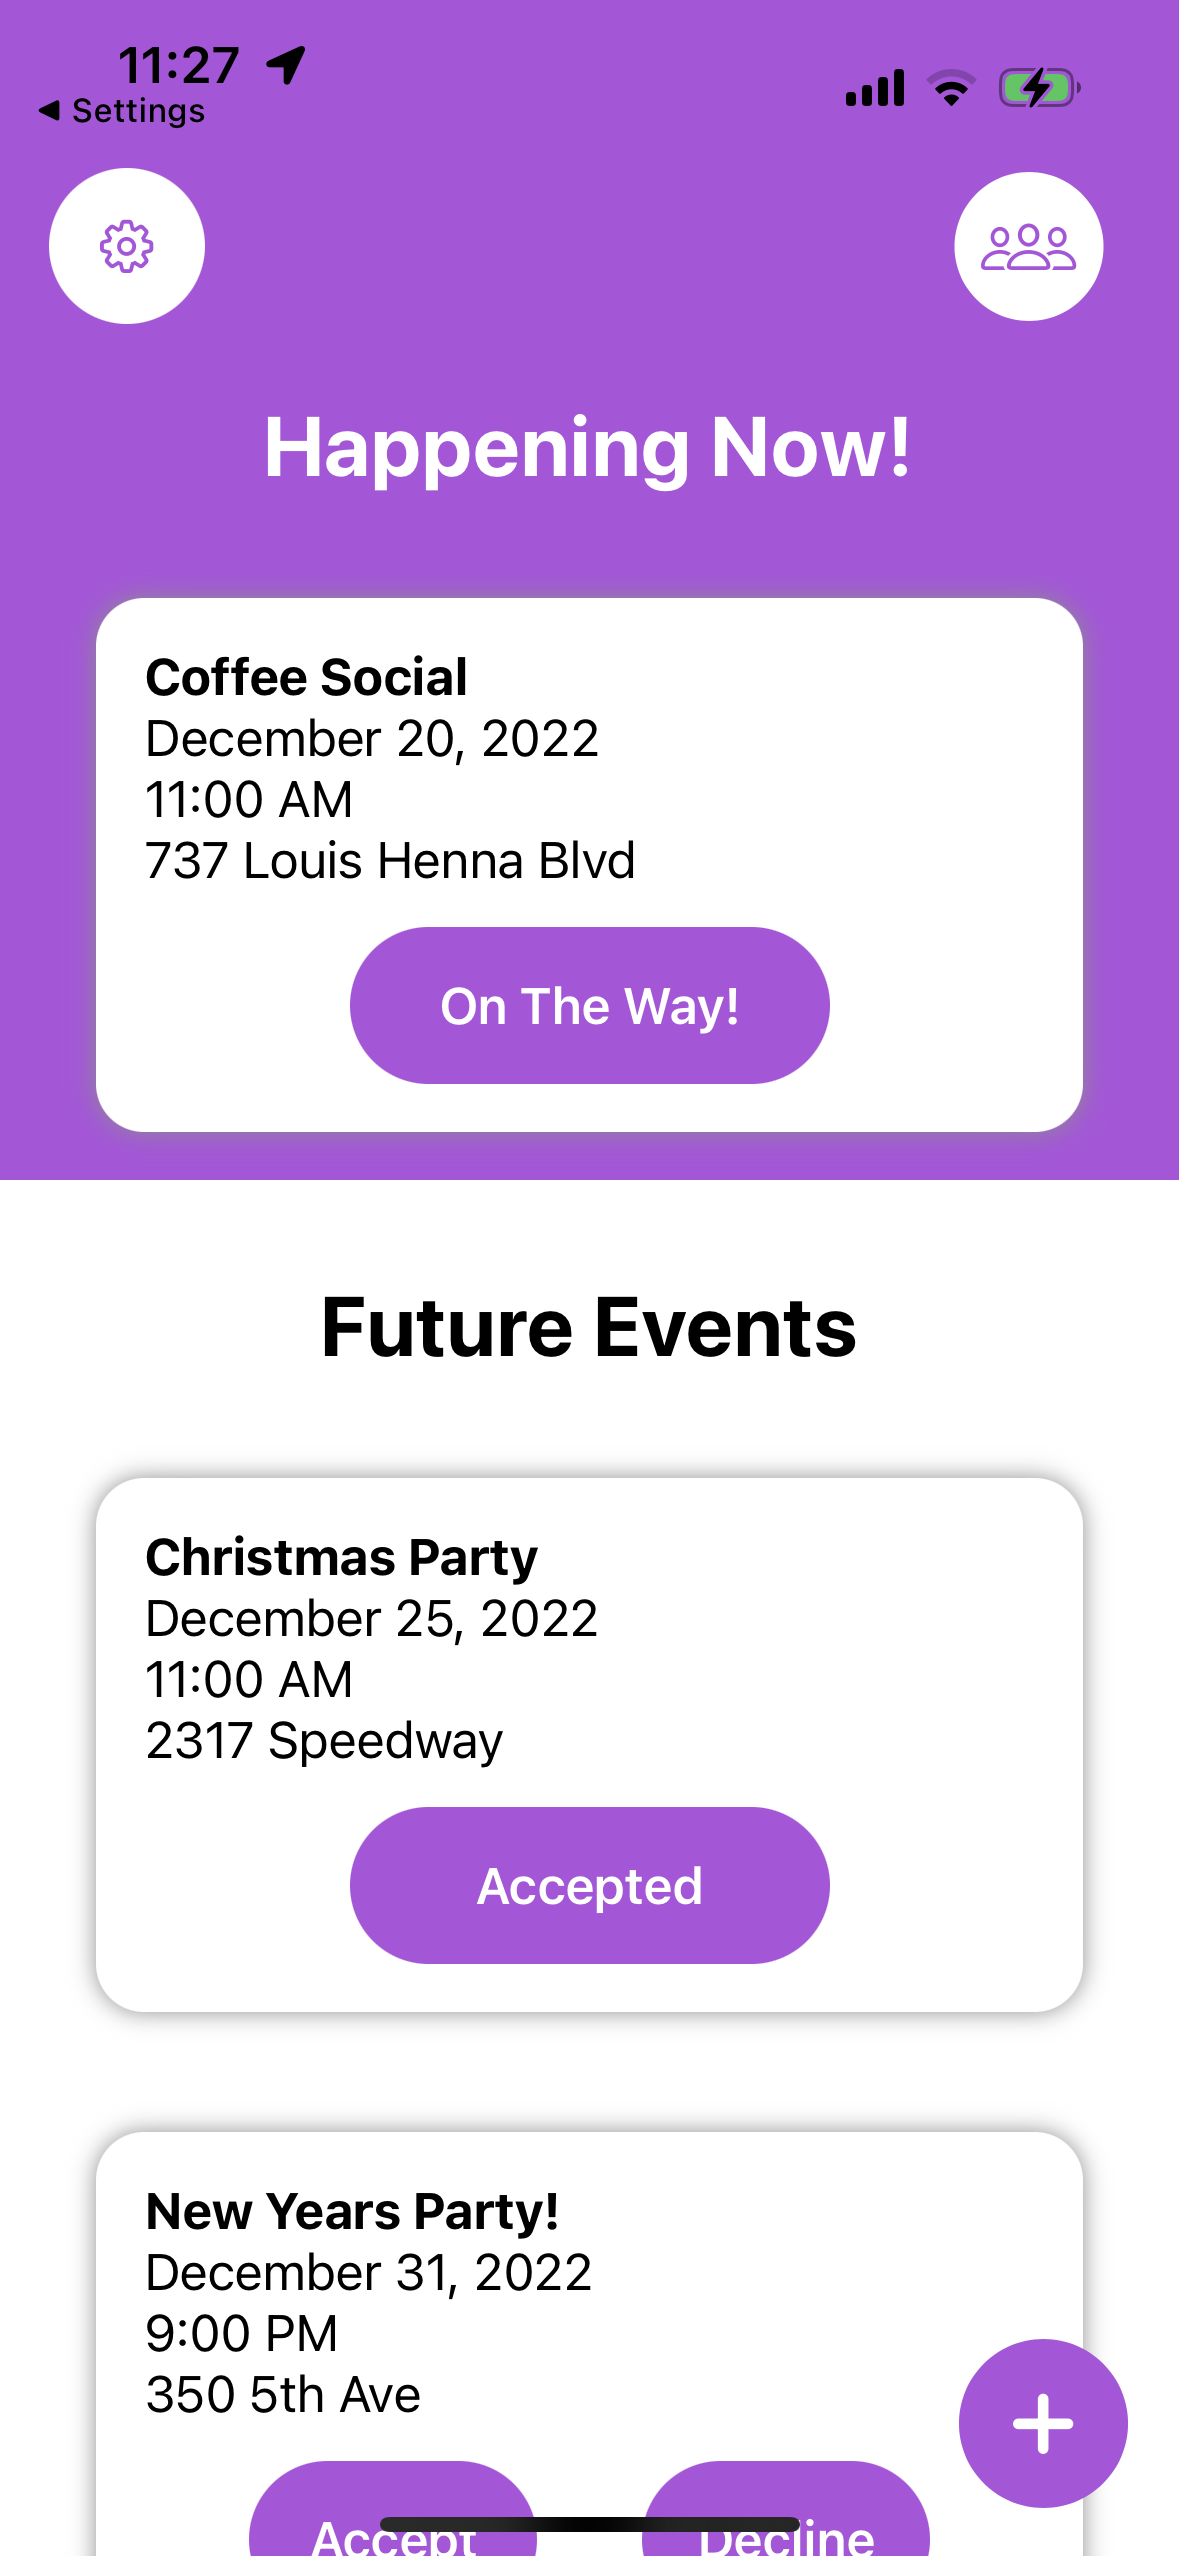 11:27
Settings
Happening Now!
Coffee Social
December 20, 2022
11:00 AM
737 Louis Henna Blvd
On The Way!
Future Events
Christmas Party
December 25, 2022
11:00 AM
2317 Speedway
Accepted
New Years Party!
December 31, 2022
9:00 PM
350 5th Ave
Accept
Decline